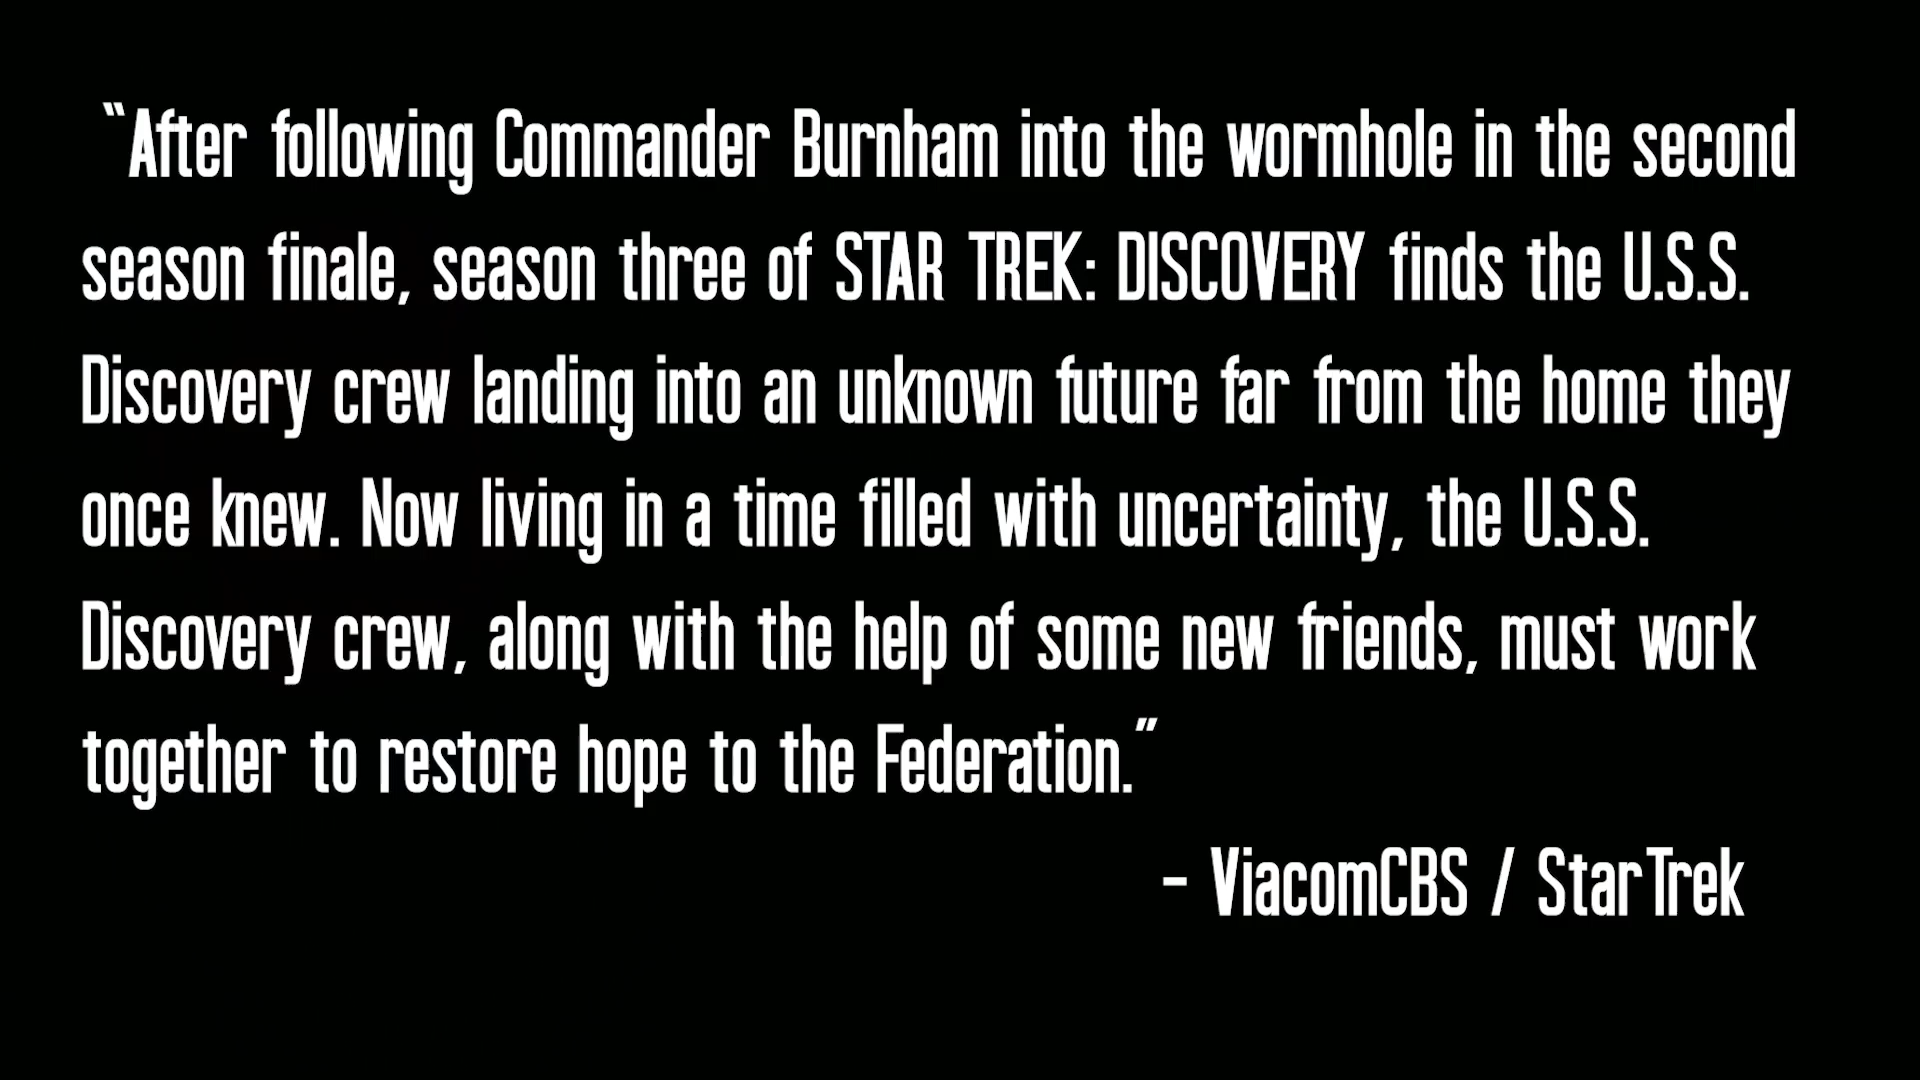 “After following Commander Burnham into the wormhole in the second
season finale, season three of STAR TREK: DISCOVERY finds the U.S.S.
Discovery crew landing into an unknown future far from the home they
once knew. Now living in a time filled with uncertainty, the U.S.S.
Discovery crew, along with the help of some new friends, must work
together to restore hope to the Federation.”
- ViacomCBS / StarTrek